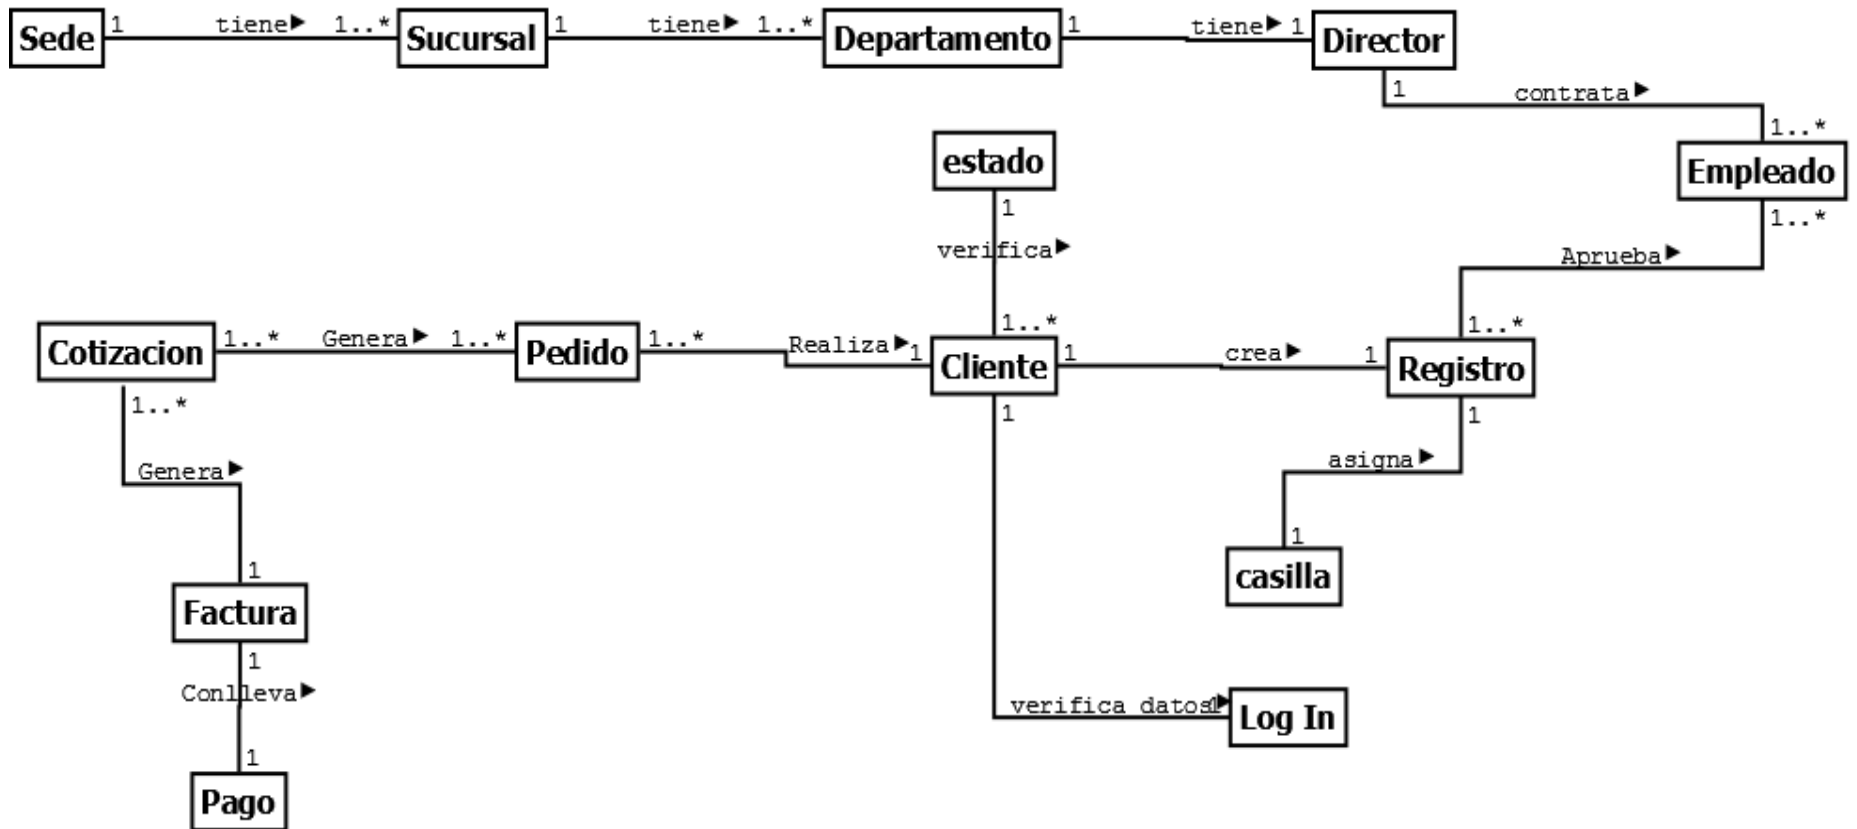 Sede 1 tiene 1..* Sucursal 1 tiene 1..* Departamento 1 tiene 1 Director
1 contrata
1..*
estado
Empleado
1
1..*
verifica
Aprueba
1..*
1..*
Cotizacion 1..* Genera 1..* Pedido 1..* Realiza 1 Cliente 1 crea 1 Registro
1..*
1
1
Genera
asigna
1
1
casilla
Factura
1
Conlleva
verifica datos 1 Log In
1
Pago